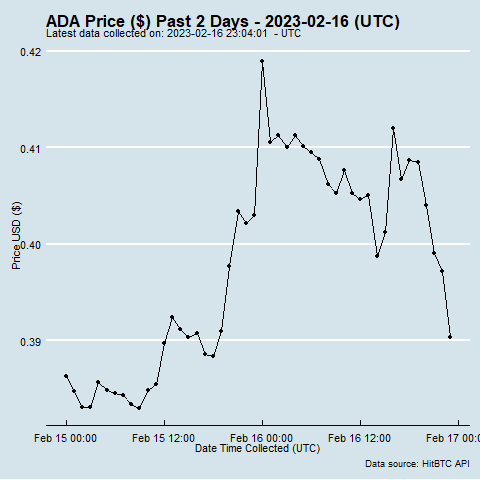 ADA Price ($) Past 2 Days - 2023-02-16 (UTC)
Latest data collected on: 2023-02-16 23:04:01 - UTC
0.42
0.41
0.40
0.39
Price USD ($)
Feb 15 00:00 Feb 15 12:00 Feb 16 00:00 Feb 16 12:00 Feb 17 00:0
Date Time Collected (UTC)
Data source: HitBTC API